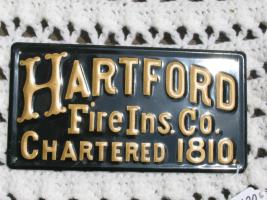 HARTFORD
Fire Ins. Co.
CHARTERED 1810.